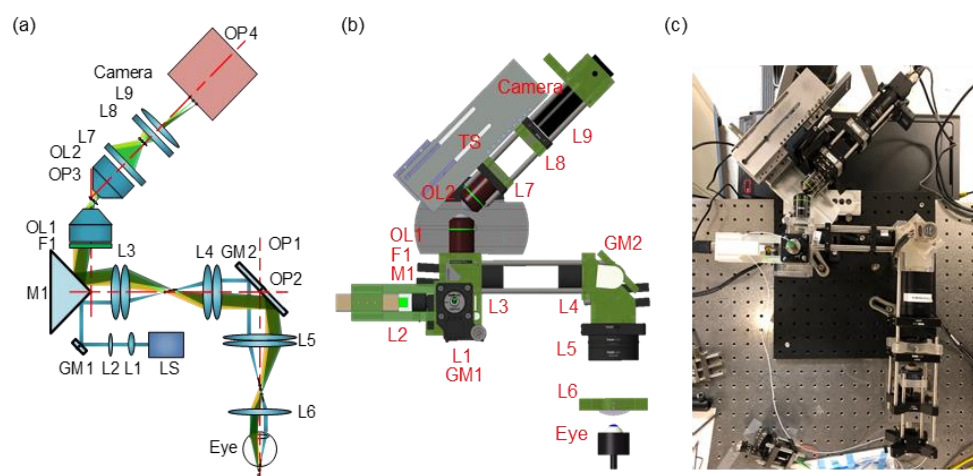 (a)
OP4
Camera
L9
L8
L7
OL2
OP3
OL1
F1
L3
L4
GM2
OP1
OP2
M1
L5
GM1
L2
L1
LS
L6
Eye
(b)
Camera
TS
L9
L8
OL2
L7
OL1
F1
M1
GM2
L3
L4
L2
L5
L1
GM1
L6
Eye
(c)